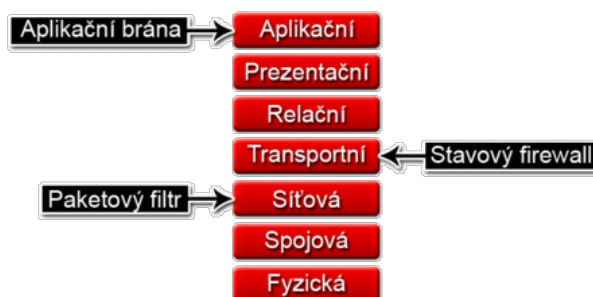 Aplikační brána
Aplikační
Prezentační
Relační
Transportní
Stavový firewall
Paketový filtr
Síťová
Spojová
Fyzická